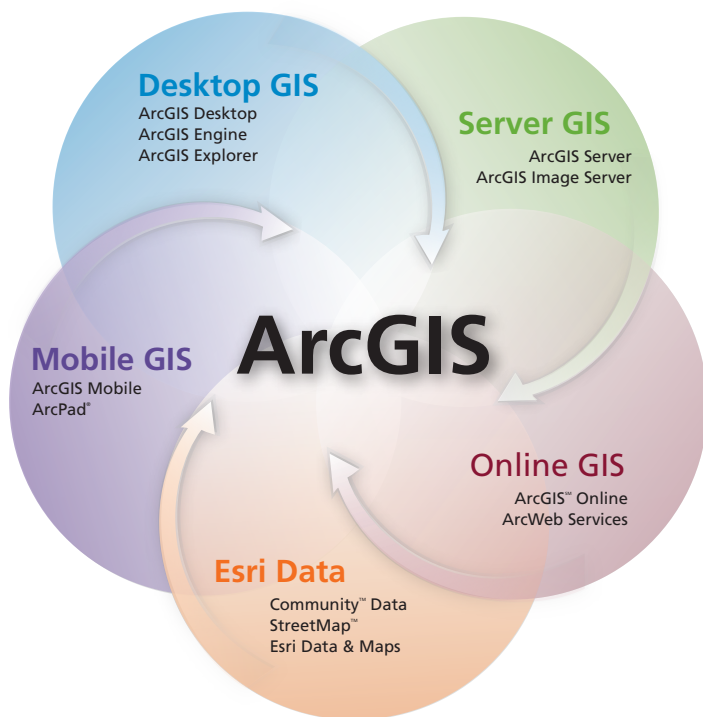 Desktop GIS
ArcGIS Desktop
ArcGIS Engine
ArcGIS Explorer
Server GIS
ArcGIS Server
ArcGIS Image Server
ArcGIS
Mobile GIS
ArcGIS Mobile
ArcPad®
Online GIS
ArcGIS℠ Online
ArcWeb Services
Esri Data
Community™ Data
StreetMap™
Esri Data & Maps